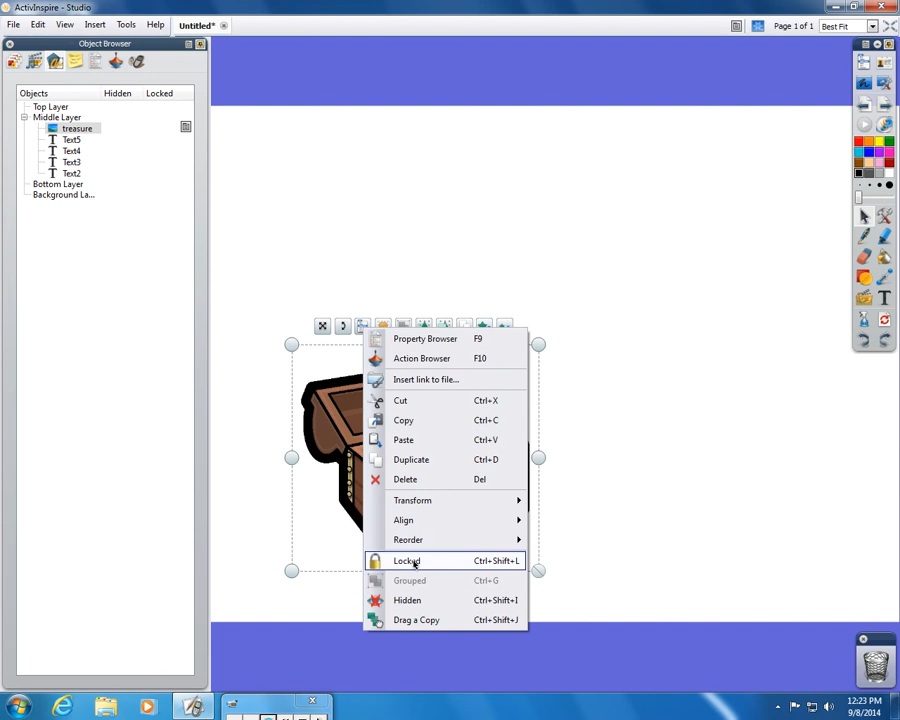 ActivInspire - Studio
File Edit View Insert Tools Help Untitled* Page 1 of 1 Best Fit
Object Browser
Objects Hidden Locked
Top Layer
Middle Layer
treasure
Text5
Text4
Text3
Text2
Bottom Layer
Background La...
Property Browser F9
Action Browser F10
Insert link to file...
Cut Ctrl+X
Copy Ctrl+C
Paste Ctrl+V
Duplicate Ctrl+D
Delete Del
Transform
Align
Reorder
Locked Ctrl+Shift+L
Grouped Ctrl+G
Hidden Ctrl+Shift+I
Drag a Copy Ctrl+Shift+J
12:23 PM
9/8/2014